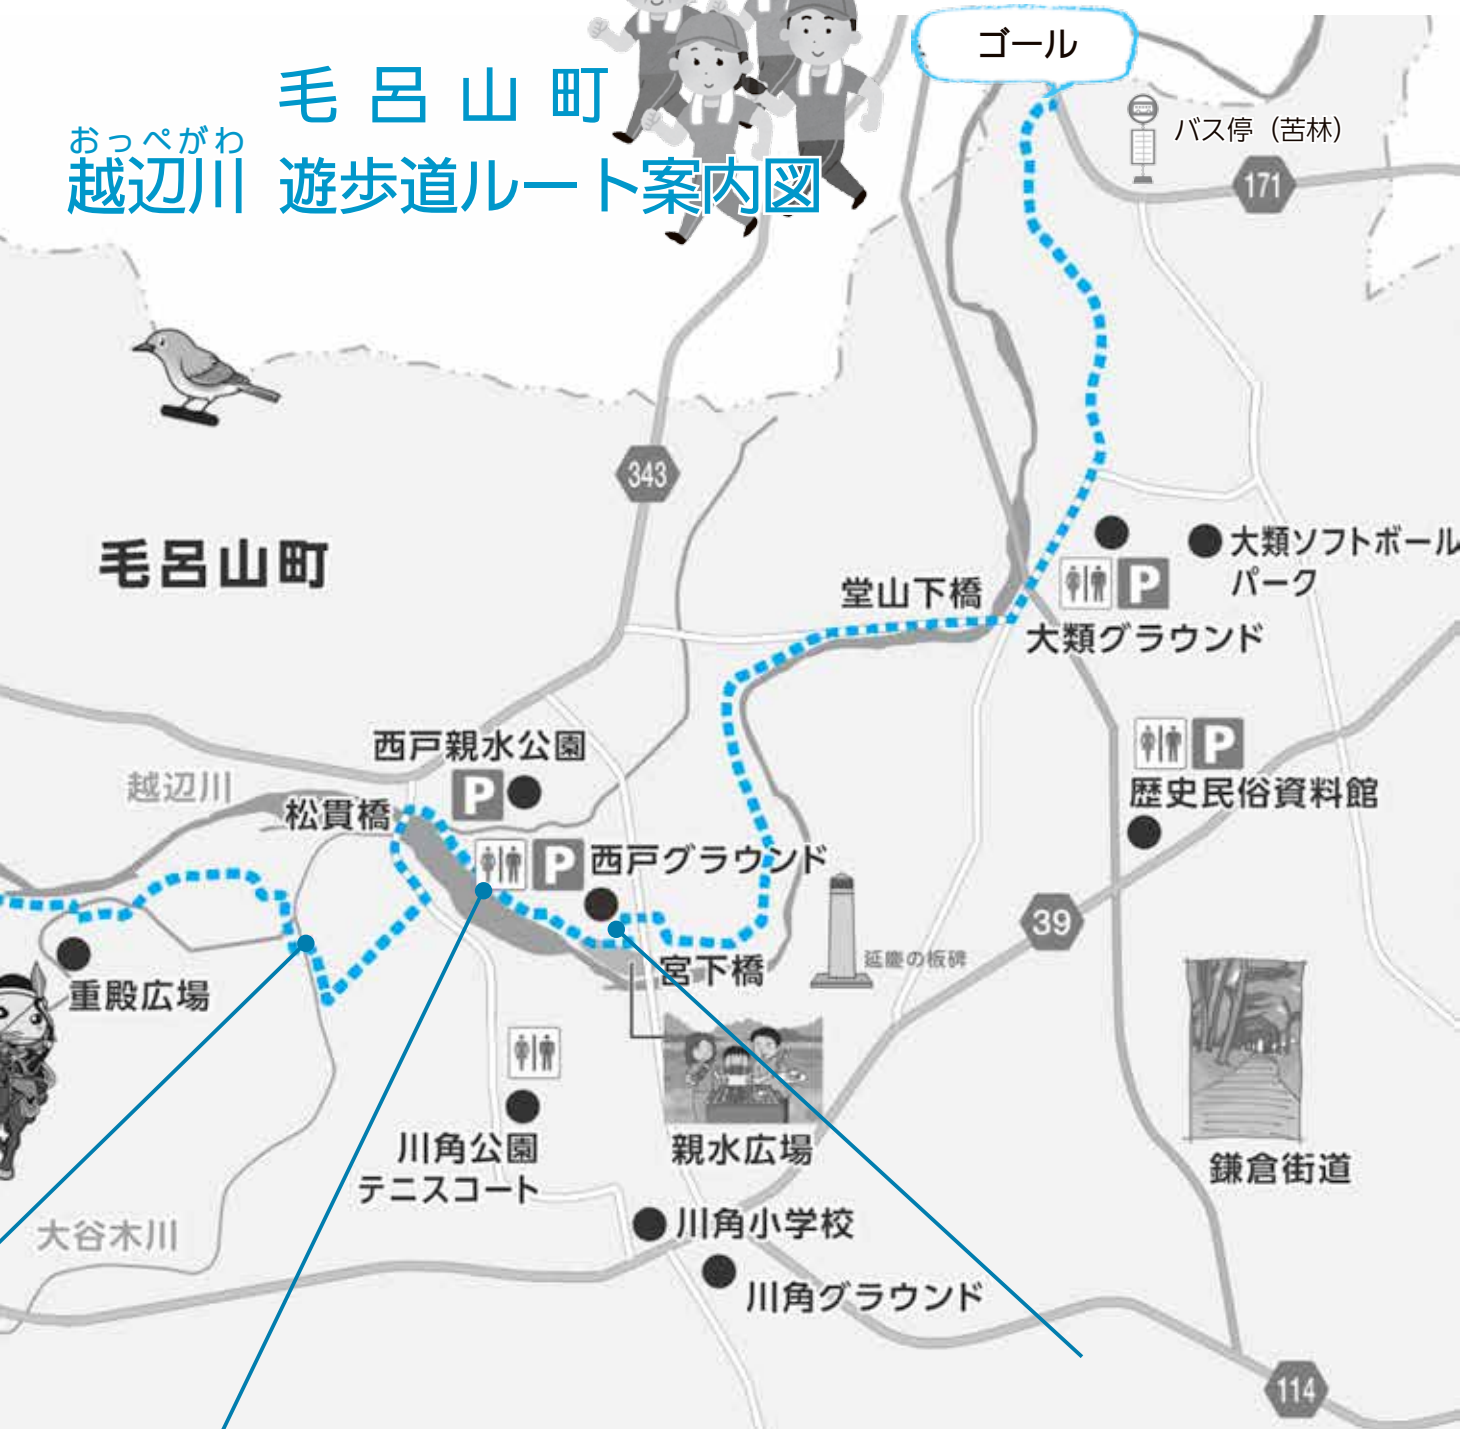 ゴール
毛呂山町
おっぺがわ
越辺川 遊歩道ルート案内図
バス停（苦林）
171
343
毛呂山町
大類ソフトボール
パーク
P
堂山下橋
大類グラウンド
西戸親水公園
P
P
歴史民俗資料館
越辺川
松貫橋
P
西戸グラウンド
39
重殿広場
宮下橋
延慶の板碑
川角公園
テニスコート
親水広場
鎌倉街道
大谷木川
川角小学校
川角グラウンド
114